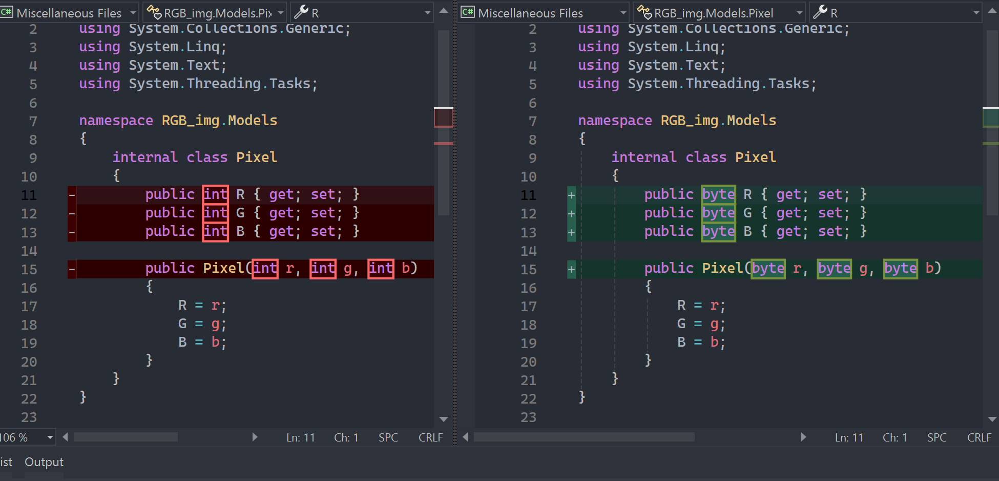 C# Miscellaneous Files RGB_img.Models.Pix R
2 using System.Collections.Generic;
3 using System.Linq;
4 using System.Text;
5 using System.Threading.Tasks;
6
7 namespace RGB_img.Models
8 {
9 internal class Pixel
10 {
11 - public int R { get; set; }
12 - public int G { get; set; }
13 - public int B { get; set; }
14
15 - public Pixel(int r, int g, int b)
16 {
17 R = r;
18 G = g;
19 B = b;
20 }
21 }
22 }
23
106 % Ln: 11 Ch: 1 SPC CRLF
C# Miscellaneous Files RGB_img.Models.Pixel R
2 using System.Collections.Generic;
3 using System.Linq;
4 using System.Text;
5 using System.Threading.Tasks;
6
7 namespace RGB_img.Models
8 {
9 internal class Pixel
10 {
11 + public byte R { get; set; }
12 + public byte G { get; set; }
13 + public byte B { get; set; }
14
15 + public Pixel(byte r, byte g, byte b)
16 {
17 R = r;
18 G = g;
19 B = b;
20 }
21 }
22 }
23
Ln: 11 Ch: 1 SPC CRLF
ist Output